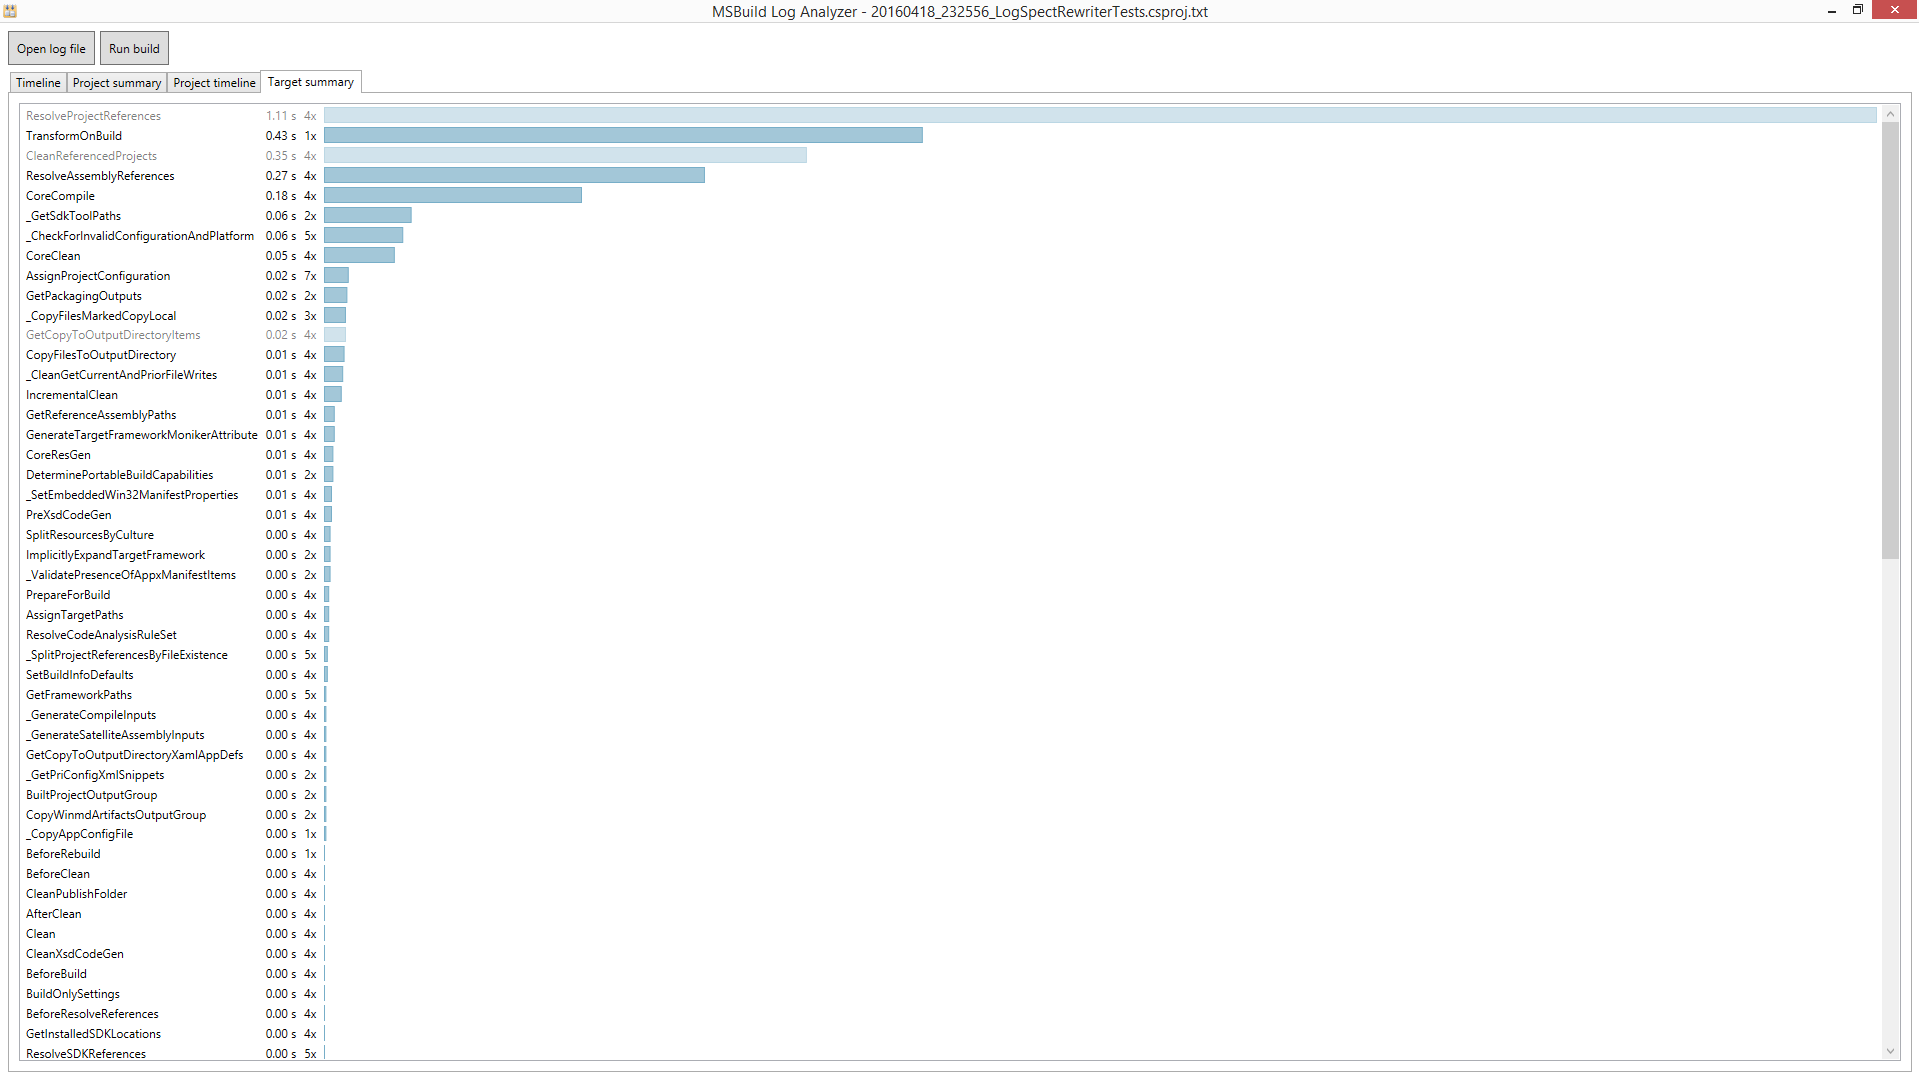 MSBuild Log Analyzer - 20160418_232556_LogSpectRewriterTests.csproj.txt
Open log file Run build
Timeline Project summary Project timeline Target summary
ResolveProjectReferences 1.11 s 4x
TransformOnBuild 0.43 s 1x
CleanReferencedProjects 0.35 s 4x
ResolveAssemblyReferences 0.27 s 4x
CoreCompile 0.18 s 4x
_GetSdkToolPaths 0.06 s 2x
_CheckForInvalidConfigurationAndPlatform 0.06 s 5x
CoreClean 0.05 s 4x
AssignProjectConfiguration 0.02 s 7x
GetPackagingOutputs 0.02 s 2x
_CopyFilesMarkedCopyLocal 0.02 s 3x
GetCopyToOutputDirectoryItems 0.02 s 4x
CopyFilesToOutputDirectory 0.01 s 4x
_CleanGetCurrentAndPriorFileWrites 0.01 s 4x
IncrementalClean 0.01 s 4x
GetReferenceAssemblyPaths 0.01 s 4x
GenerateTargetFrameworkMonikerAttribute 0.01 s 4x
CoreResGen 0.01 s 4x
DeterminePortableBuildCapabilities 0.01 s 2x
_SetEmbeddedWin32ManifestProperties 0.01 s 4x
PreXsdCodeGen 0.01 s 4x
SplitResourcesByCulture 0.00 s 4x
ImplicitlyExpandTargetFramework 0.00 s 2x
_ValidatePresenceOfAppxManifestItems 0.00 s 2x
PrepareForBuild 0.00 s 4x
AssignTargetPaths 0.00 s 4x
ResolveCodeAnalysisRuleSet 0.00 s 4x
_SplitProjectReferencesByFileExistence 0.00 s 5x
SetBuildInfoDefaults 0.00 s 4x
GetFrameworkPaths 0.00 s 5x
_GenerateCompileInputs 0.00 s 4x
_GenerateSatelliteAssemblyInputs 0.00 s 4x
GetCopyToOutputDirectoryXamlAppDefs 0.00 s 4x
_GetPriConfigXmlSnippets 0.00 s 2x
BuiltProjectOutputGroup 0.00 s 2x
CopyWinmdArtifactsOutputGroup 0.00 s 2x
_CopyAppConfigFile 0.00 s 1x
BeforeRebuild 0.00 s 1x
BeforeClean 0.00 s 4x
CleanPublishFolder 0.00 s 4x
AfterClean 0.00 s 4x
Clean 0.00 s 4x
CleanXsdCodeGen 0.00 s 4x
BeforeBuild 0.00 s 4x
BuildOnlySettings 0.00 s 4x
BeforeResolveReferences 0.00 s 4x
GetInstalledSDKLocations 0.00 s 4x
ResolveSDKReferences 0.00 s 5x